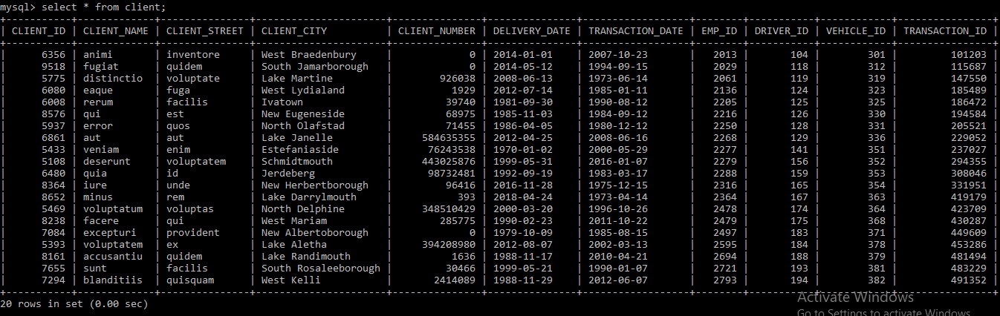 mysql> select * from client;
+-----------+-------------+---------------+---------------------+---------------+---------------+------------------+--------+-----------+------------+----------------+
| CLIENT_ID | CLIENT_NAME | CLIENT_STREET | CLIENT_CITY | CLIENT_NUMBER | DELIVERY_DATE | TRANSACTION_DATE | EMP_ID | DRIVER_ID | VEHICLE_ID | TRANSACTION_ID |
+-----------+-------------+---------------+---------------------+---------------+---------------+------------------+--------+-----------+------------+----------------+
| 6356 | animi | inventore | West Braedenbury | 0 | 2014-01-01 | 2007-10-23 | 2013 | 104 | 301 | 101203 |
| 9518 | fugiat | quidem | South Jamarborough | 0 | 2014-05-12 | 1994-09-15 | 2029 | 118 | 312 | 115687 |
| 5775 | distinctio | voluptate | Lake Martine | 926038 | 2008-06-13 | 1973-06-14 | 2061 | 119 | 319 | 147550 |
| 6080 | eaque | fuga | West Lydialand | 1929 | 2012-07-14 | 1985-01-11 | 2136 | 124 | 323 | 185489 |
| 6008 | rerum | facilis | Ivatown | 39740 | 1981-09-30 | 1990-08-12 | 2205 | 125 | 325 | 186472 |
| 8576 | qui | est | New Eugeneside | 68975 | 1985-11-03 | 1984-09-12 | 2216 | 126 | 330 | 194584 |
| 5937 | error | quos | North Olafstad | 71455 | 1986-04-05 | 1980-12-12 | 2250 | 128 | 331 | 205521 |
| 6861 | aut | aut | Lake Janelle | 584635355 | 2012-04-25 | 2008-06-16 | 2268 | 129 | 336 | 229052 |
| 5433 | veniam | enim | Estefaniaside | 76243538 | 1970-01-02 | 2000-05-29 | 2277 | 141 | 351 | 237027 |
| 5108 | deserunt | voluptatem | Schmidtmouth | 443025876 | 1999-05-31 | 2016-01-07 | 2279 | 156 | 352 | 294355 |
| 6480 | quia | id | Jerdeberg | 98732481 | 1992-09-19 | 1983-03-17 | 2288 | 159 | 353 | 308046 |
| 8364 | iure | unde | New Herbertborough | 96416 | 2016-11-28 | 1975-12-15 | 2316 | 165 | 354 | 331951 |
| 8652 | minus | rem | Lake Darrylmouth | 393 | 2018-04-24 | 1973-04-14 | 2364 | 167 | 363 | 419179 |
| 5469 | voluptatum | voluptas | North Delphine | 348510429 | 2000-03-20 | 1996-10-26 | 2478 | 174 | 364 | 423709 |
| 8238 | facere | qui | West Mariam | 285775 | 1990-02-23 | 2011-10-22 | 2479 | 175 | 368 | 430287 |
| 7084 | excepturi | provident | New Albertoborough | 0 | 1979-10-09 | 1985-08-15 | 2497 | 183 | 371 | 449609 |
| 5393 | voluptatem | ex | Lake Aletha | 394208980 | 2012-08-07 | 2002-03-13 | 2595 | 184 | 378 | 453286 |
| 8161 | accusantiu | quidem | Lake Randimouth | 1636 | 1988-11-17 | 2010-04-21 | 2694 | 188 | 379 | 481494 |
| 7655 | sunt | facilis | South Rosaleeborough | 30466 | 1999-05-21 | 1990-01-07 | 2721 | 193 | 381 | 483229 |
| 7294 | blanditiis | quisquam | West Kelli | 2414089 | 1988-11-29 | 2012-06-07 | 2793 | 194 | 382 | 491352 |
+-----------+-------------+---------------+---------------------+---------------+---------------+------------------+--------+-----------+------------+----------------+
20 rows in set (0.00 sec)
Activate Windows
Go to Settings to activate Windows.